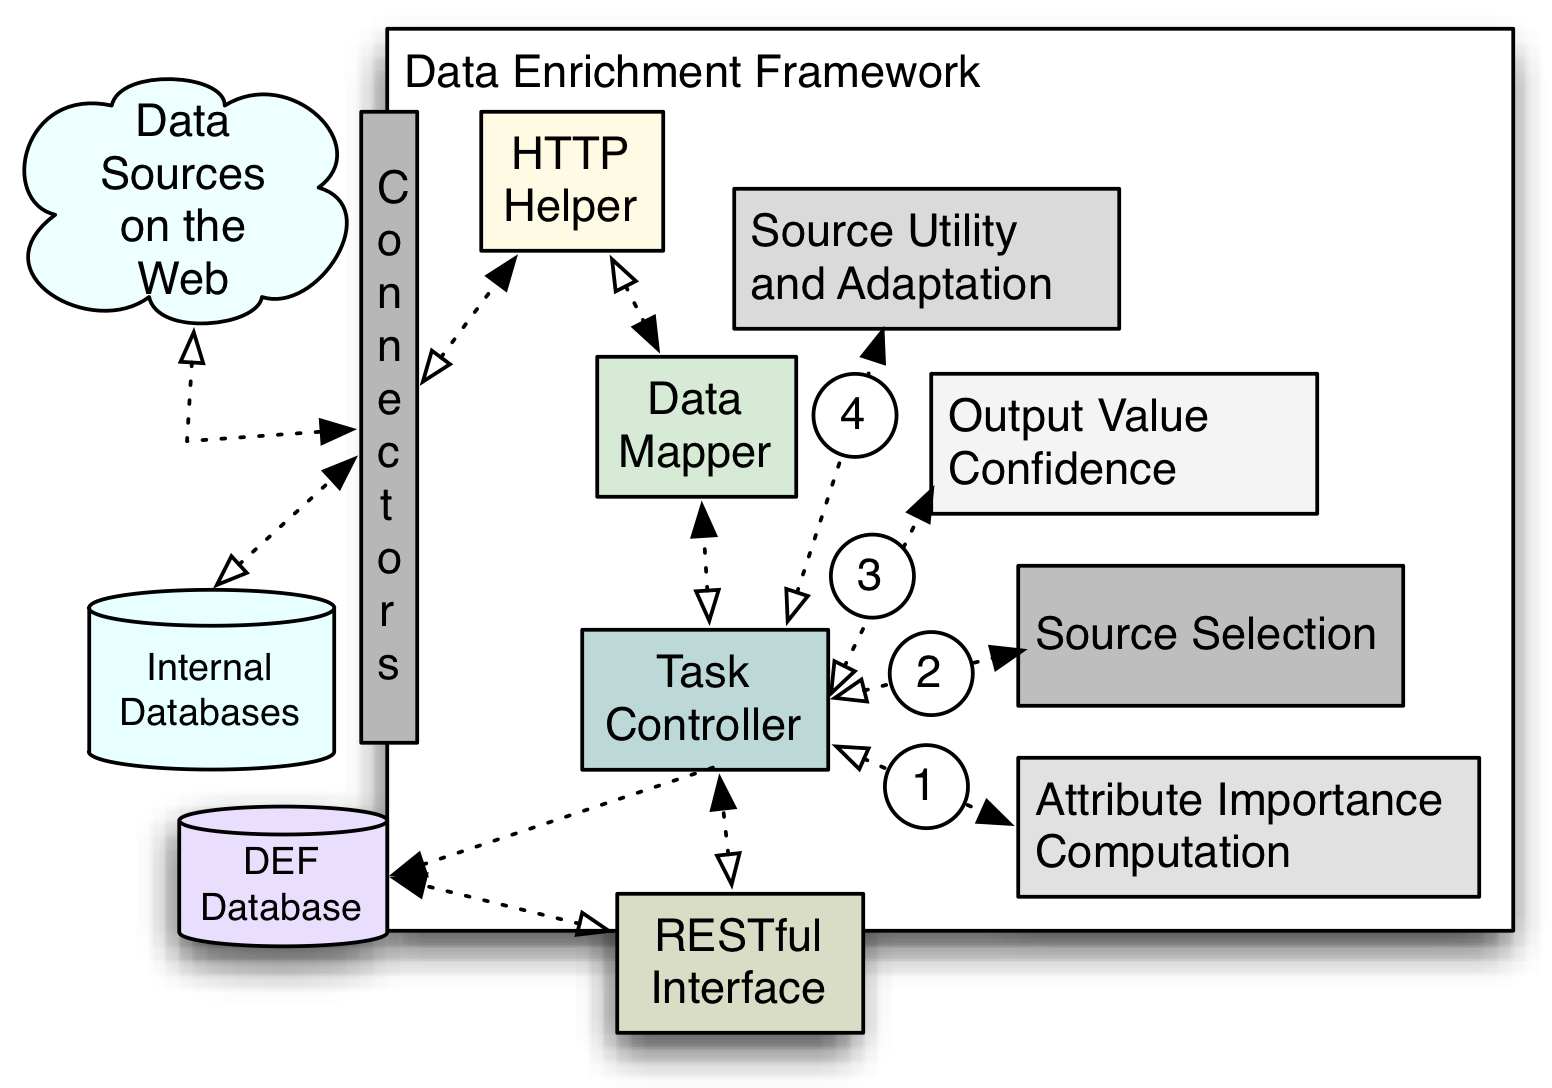 Data Enrichment Framework
Data
Sources
on the
Web
Connectors
HTTP
Helper
Source Utility
and Adaptation
Data
Mapper
4
Output Value
Confidence
3
Source Selection
2
Internal
Databases
Task
Controller
1
Attribute Importance
Computation
DEF
Database
RESTful
Interface